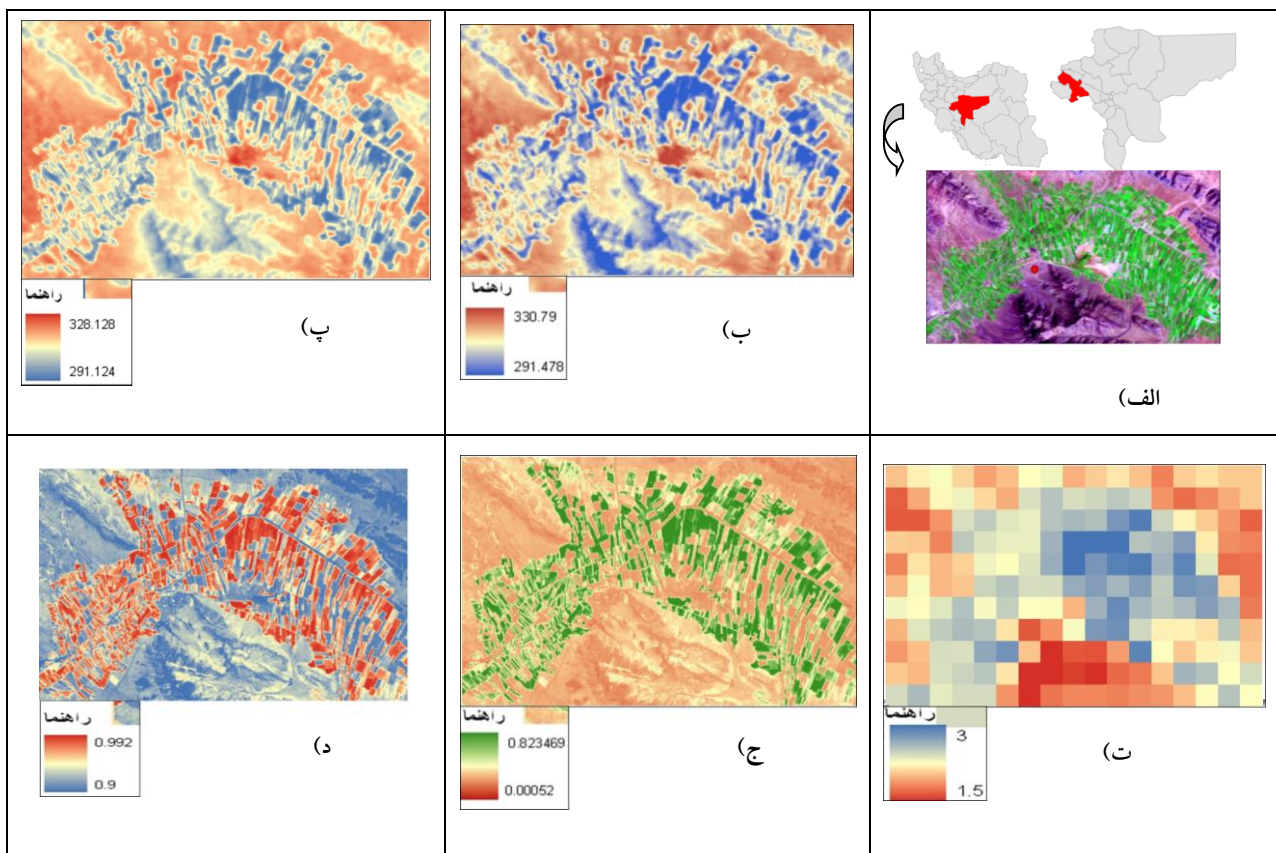 الف)
راهنما
330.79
291.478
ب)
راهنما
328.128
291.124
پ)
راهنما
3
1.5
ت)
راهنما
0.823469
0.00052
ج)
راهنما
0.992
0.9
د)